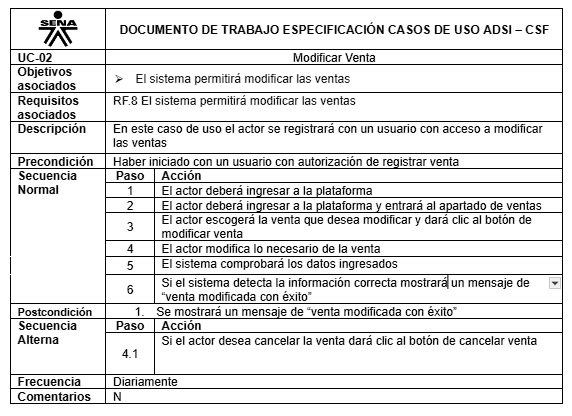 SENA
DOCUMENTO DE TRABAJO ESPECIFICACIÓN CASOS DE USO ADSI – CSF
UC-02 Modificar Venta
Objetivos
asociados
➢ El sistema permitirá modificar las ventas
Requisitos
asociados
RF.8 El sistema permitirá modificar las ventas
Descripción
En este caso de uso el actor se registrará con un usuario con acceso a modificar
las ventas
Precondición Haber iniciado con un usuario con autorización de registrar venta
Secuencia
Normal
Paso Acción
1 El actor deberá ingresar a la plataforma
2 El actor deberá ingresar a la plataforma y entrará al apartado de ventas
3 El actor escogerá la venta que desea modificar y dará clic al botón de
modificar venta
4 El actor modifica lo necesario de la venta
5 El sistema comprobará los datos ingresados
6 Si el sistema detecta la información correcta mostrará un mensaje de
“venta modificada con éxito”
Postcondición 1. Se mostrará un mensaje de “venta modificada con éxito”
Secuencia
Alterna
Paso Acción
4.1 Si el actor desea cancelar la venta dará clic al botón de cancelar venta
Frecuencia Diariamente
Comentarios N